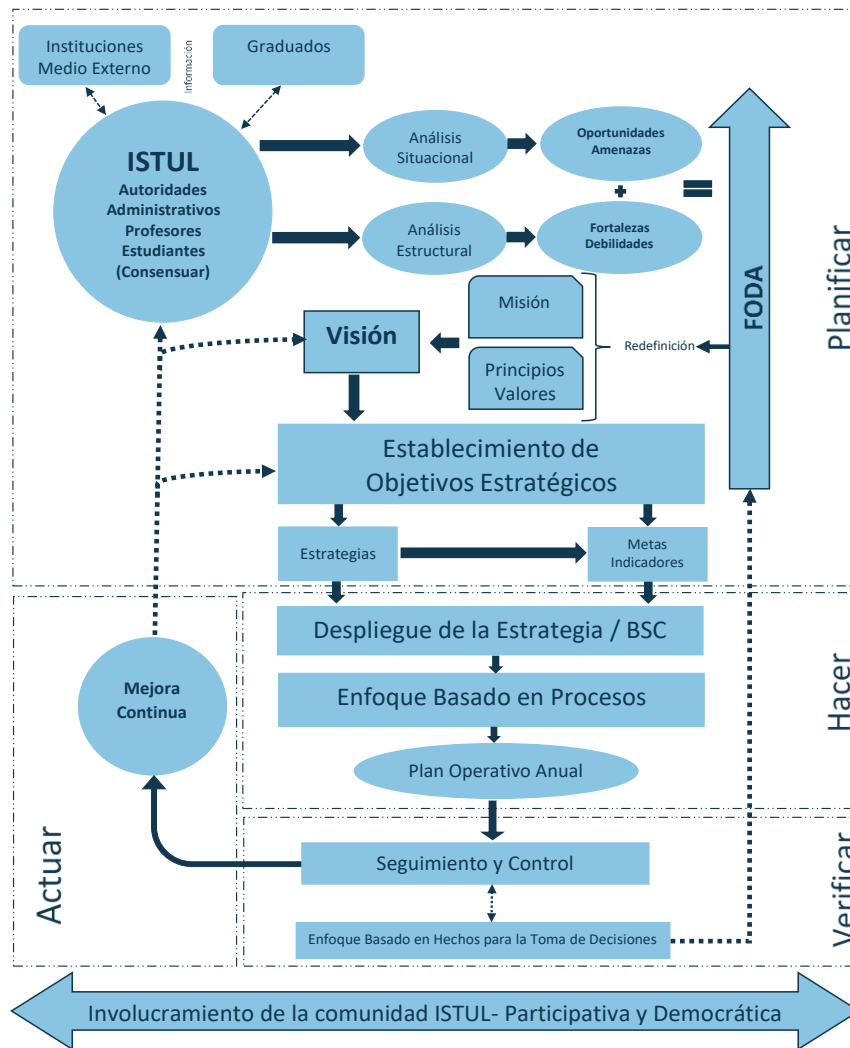 Instituciones
Medio Externo
Información
Graduados
ISTUL
Autoridades
Administrativos
Profesores
Estudiantes
(Consensuar)
Análisis
Situacional
Oportunidades
Amenazas
+
=
Análisis
Estructural
Fortalezas
Debilidades
FODA
Planificar
Misión
Visión
Redefinición
Principios
Valores
Establecimiento de
Objetivos Estratégicos
Estrategias
Metas
Indicadores
Despliegue de la Estrategia / BSC
Enfoque Basado en Procesos
Hacer
Mejora
Continua
Plan Operativo Anual
Actuar
Seguimiento y Control
Verificar
Enfoque Basado en Hechos para la Toma de Decisiones
Involucramiento de la comunidad ISTUL- Participativa y Democrática